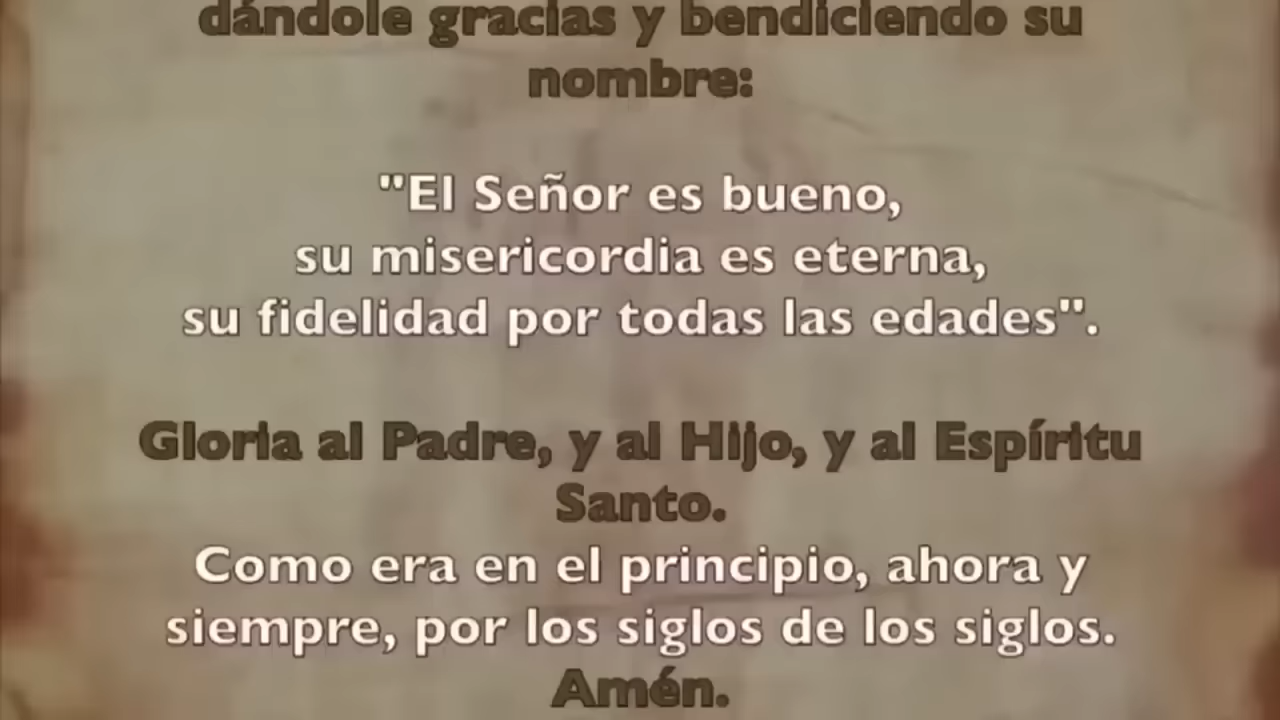 dándole gracias y bendiciendo su
nombre:
"El Señor es bueno,
su misericordia es eterna,
su fidelidad por todas las edades".
Gloria al Padre, y al Hijo, y al Espíritu
Santo.
Como era en el principio, ahora y
siempre, por los siglos de los siglos.
Amén.